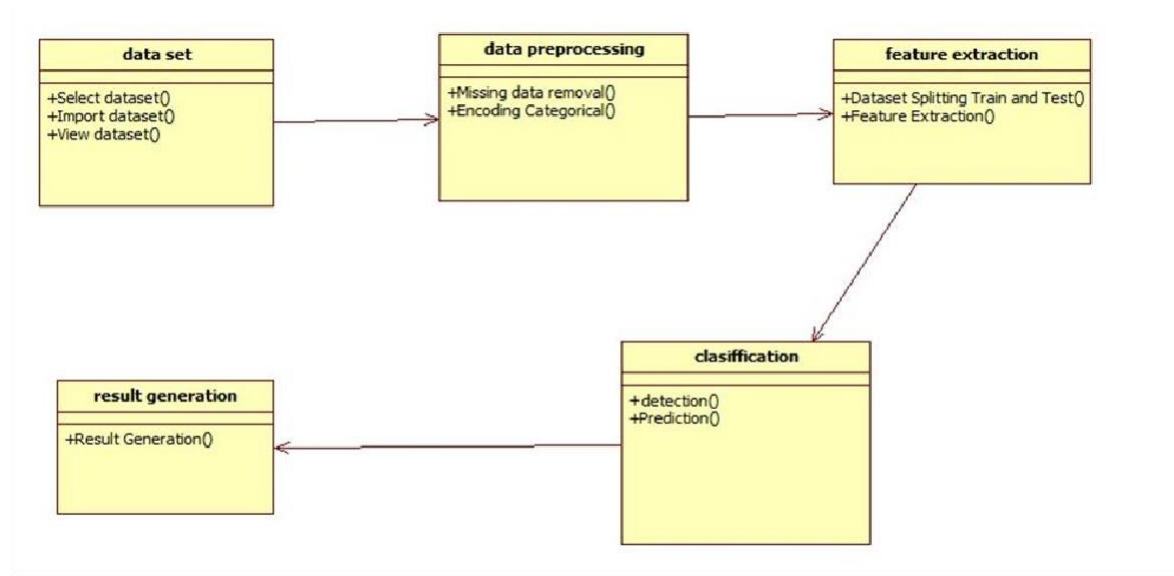 data set
+Select dataset()
+Import dataset()
+View dataset()
data preprocessing
+Missing data removal()
+Encoding Categorical()
feature extraction
+Dataset Splitting Train and Test()
+Feature Extraction()
clasiffication
+detection()
+Prediction()
result generation
+Result Generation()